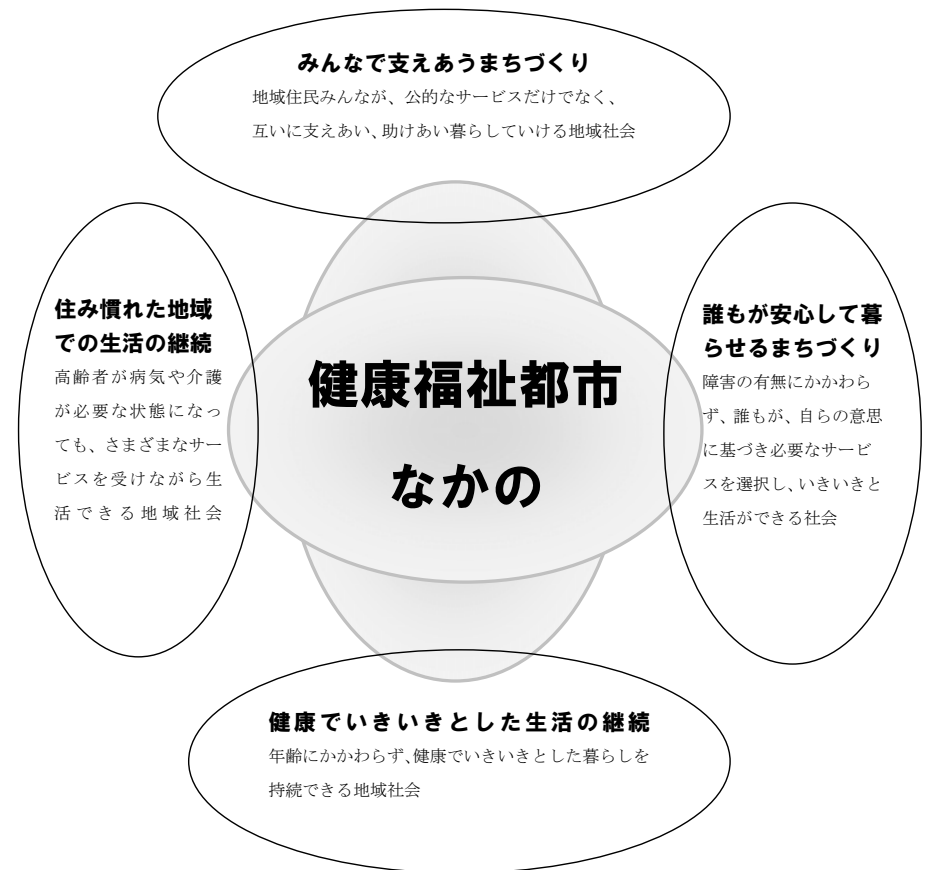 みんなで支えあうまちづくり
地域住民みんなが、公的なサービスだけでなく、
互いに支えあい、助けあい暮らしていける地域社会
住み慣れた地域
での生活の継続
高齢者が病気や介護
が必要な状態になっ
ても、さまざまなサー
ビスを受けながら生
活できる地域社会
健康福祉都市
なかの
誰もが安心して暮
らせるまちづくり
障害の有無にかかわら
ず、誰もが、自らの意思
に基づき必要なサービ
スを選択し、いきいきと
生活ができる社会
健康でいきいきとした生活の継続
年齢にかかわらず、健康でいきいきとした暮らしを
持続できる地域社会